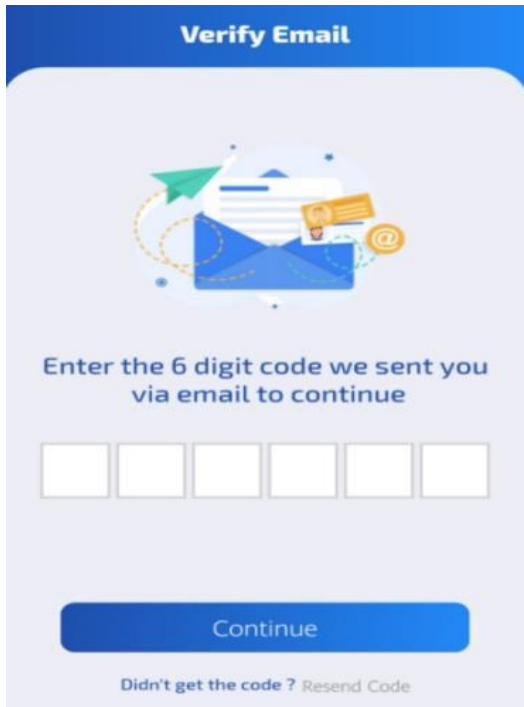 Verify Email
@
Enter the 6 digit code we sent you
via email to continue
Continue
Didn't get the code ? Resend Code